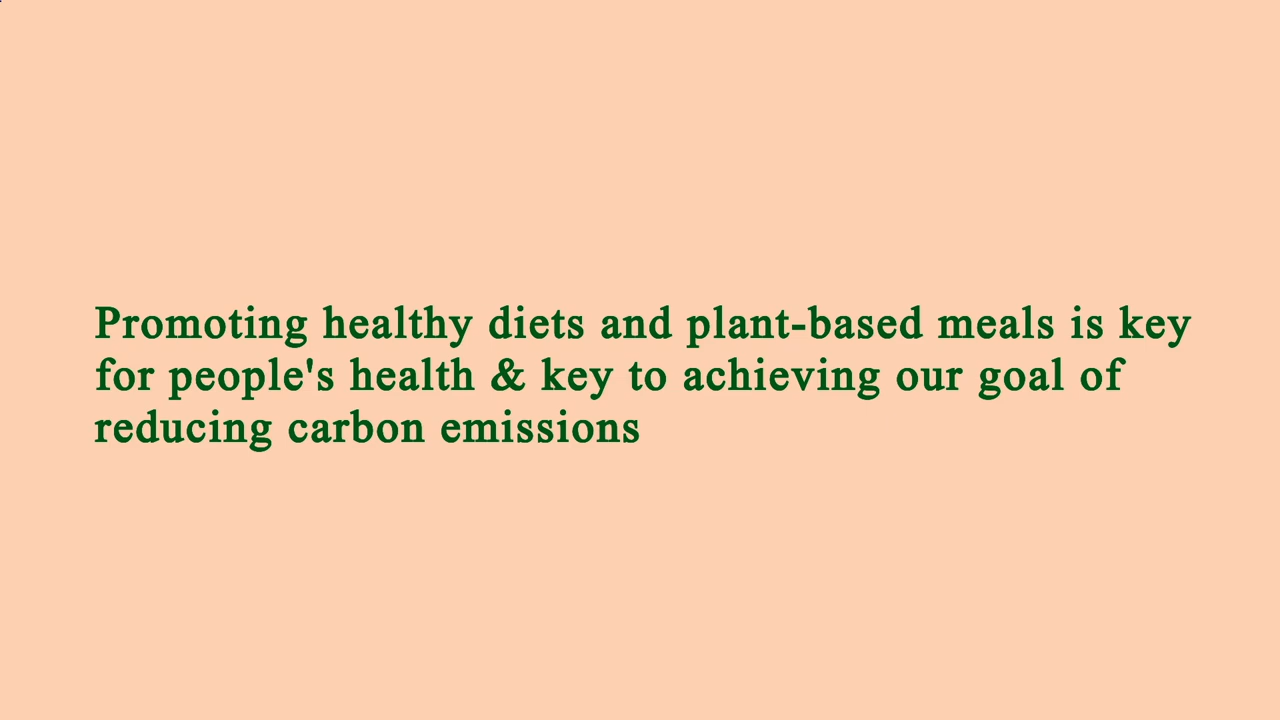 Promoting healthy diets and plant-based meals is key
for people's health & key to achieving our goal of
reducing carbon emissions